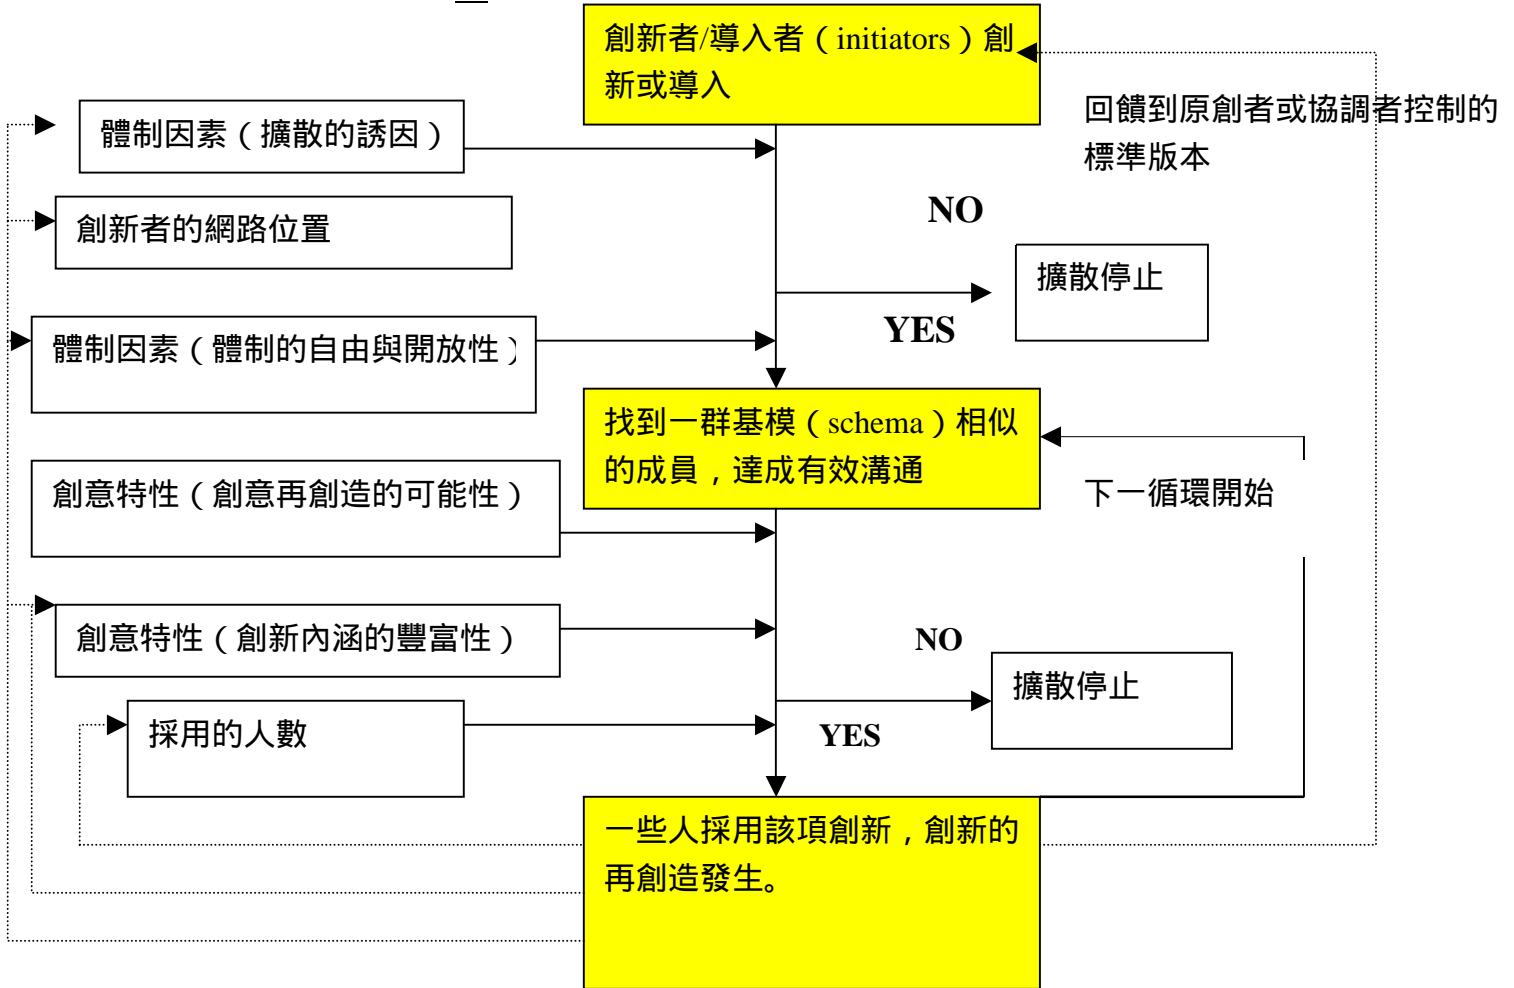 創新者/導入者（initiators）創
新或導入
回饋到原創者或協調者控制的
標準版本
體制因素（擴散的誘因）
創新者的網路位置
NO
擴散停止
YES
體制因素（體制的自由與開放性）
找到一群基模（schema）相似
的成員，達成有效溝通
創意特性（創意再創造的可能性）
下一循環開始
創意特性（創新內涵的豐富性）
NO
擴散停止
採用的人數
YES
一些人採用該項創新，創新的
再創造發生。